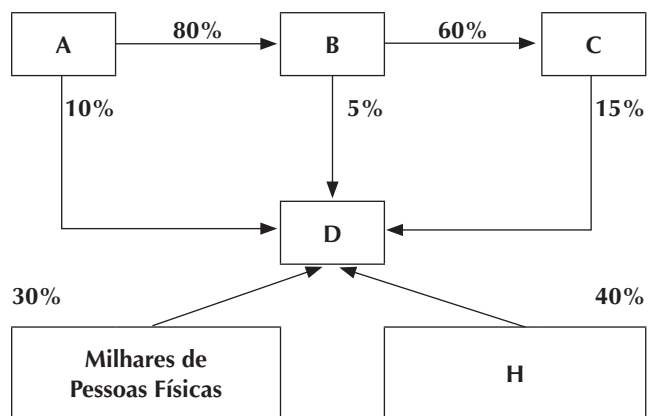 A
80%
B
60%
C
10%
5%
15%
D
30%
40%
Milhares de
Pessoas Físicas
H